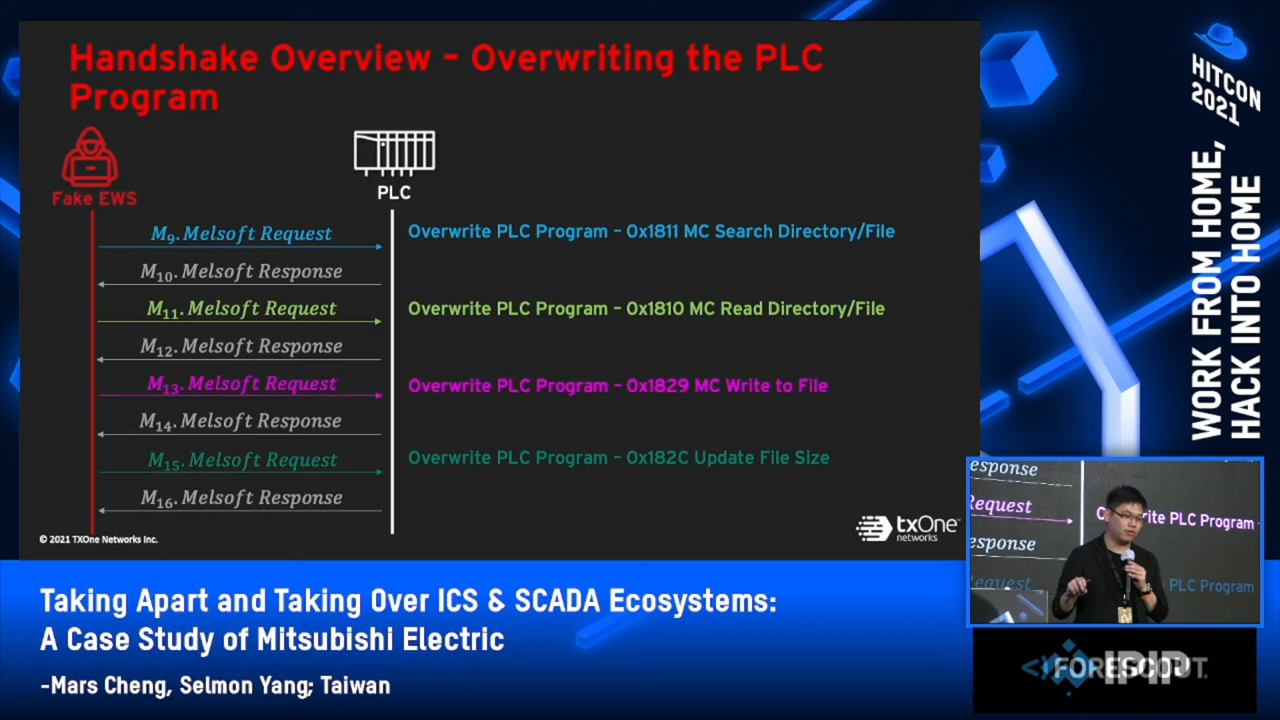 Handshake Overview – Overwriting the PLC
Program
Fake EWS
PLC
M9. Melsoft Request
Overwrite PLC Program – 0x1811 MC Search Directory/File
M10. Melsoft Response
M11. Melsoft Request
Overwrite PLC Program – 0x1810 MC Read Directory/File
M12. Melsoft Response
M13. Melsoft Request
Overwrite PLC Program – 0x1829 MC Write to File
M14. Melsoft Response
M15. Melsoft Request
Overwrite PLC Program – 0x182C Update File Size
M16. Melsoft Response
© 2021 TXOne Networks Inc.
txOne™
networks
HITCON
2021
WORK FROM HOME,
HACK INTO HOME
esponse
Request
PLC Program
esponse
equest
PLC Program
Taking Apart and Taking Over ICS & SCADA Ecosystems:
A Case Study of Mitsubishi Electric
-Mars Cheng, Selmon Yang; Taiwan
FORESCOUT.